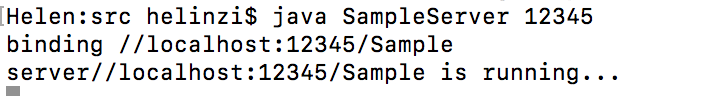 [Helen:src helinzi$ java SampleServer 12345
binding //localhost:12345/Sample
server//localhost:12345/Sample is running...